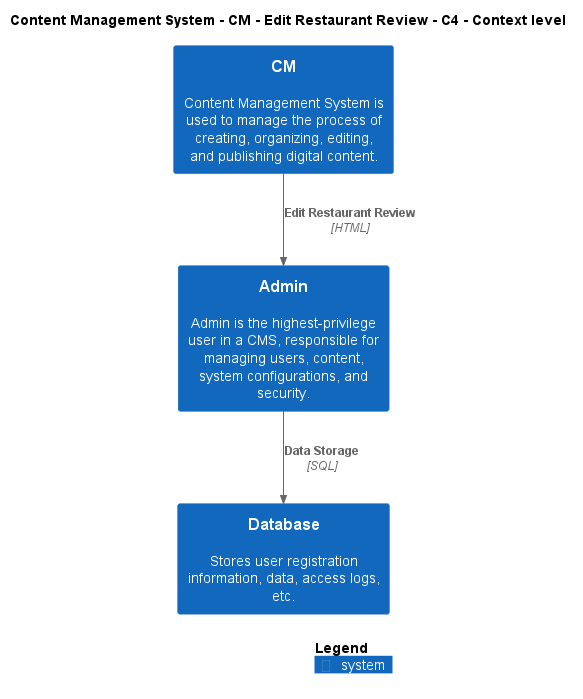 Content Management System - CM - Edit Restaurant Review - C4 - Context level
CM
Content Management System is
used to manage the process of
creating, organizing, editing,
and publishing digital content.
Edit Restaurant Review
[HTML]
Admin
Admin is the highest-privilege
user in a CMS, responsible for
managing users, content,
system configurations, and
security.
Data Storage
[SQL]
Database
Stores user registration
information, data, access logs,
etc.
Legend
system